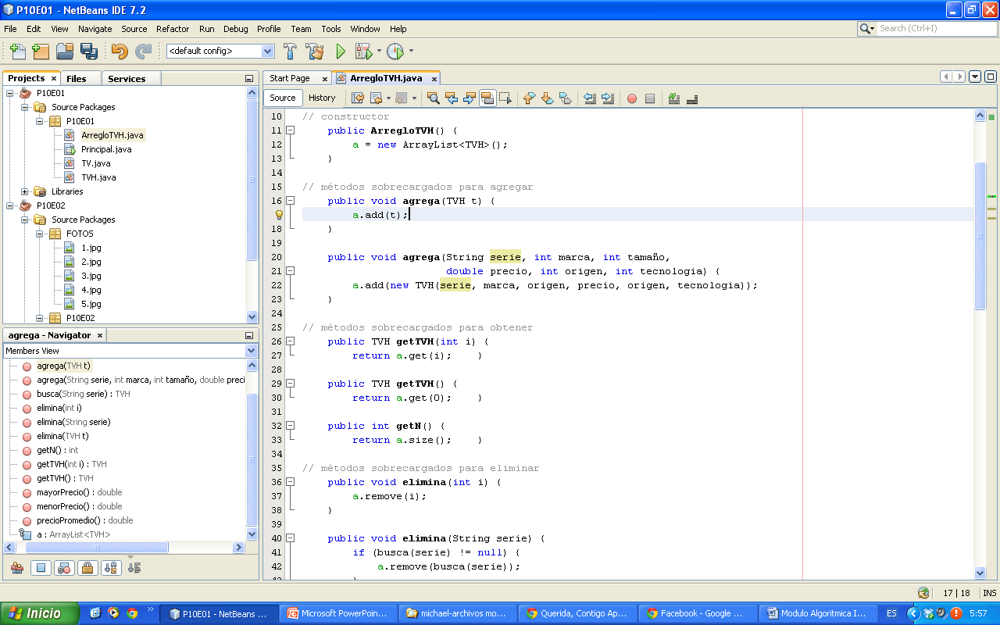 P10E01 - NetBeans IDE 7.2
File Edit View Navigate Source Refactor Run Debug Profile Team Tools Window Help
Search (Ctrl+I)
<default config>
Projects Files Services
P10E01
Source Packages
P10E01
ArregloTVH.java
Principal.java
TV.java
TVH.java
Libraries
P10E02
Source Packages
FOTOS
1.jpg
2.jpg
3.jpg
4.jpg
5.jpg
P10E02
agrega - Navigator
Members View
agrega(TVH t)
agrega(String serie, int marca, int tamaño, double preci
busca(String serie) : TVH
elimina(int i)
elimina(String serie)
elimina(TVH t)
getN() : int
getTVH(int i) : TVH
getTVH() : TVH
mayorPrecio() : double
menorPrecio() : double
precioPromedio() : double
a : ArrayList<TVH>
Start Page ArregloTVH.java
Source History
10 // constructor
11 public ArregloTVH() {
12 a = new ArrayList<TVH>();
13 }
14
15 // métodos sobrecargados para agregar
16 public void agrega(TVH t) {
a.add(t);
18 }
19
20 public void agrega(String serie, int marca, int tamaño,
21 double precio, int origen, int tecnologia) {
22 a.add(new TVH(serie, marca, origen, precio, origen, tecnologia));
23 }
24
25 // métodos sobrecargados para obtener
26 public TVH getTVH(int i) {
27 return a.get(i); }
28
29 public TVH getTVH() {
30 return a.get(0); }
31
32 public int getN() {
33 return a.size(); }
34
35 // métodos sobrecargados para eliminar
36 public void elimina(int i) {
37 a.remove(i);
38 }
39
40 public void elimina(String serie) {
41 if (busca(serie) != null) {
42 a.remove(busca(serie));
17 | 18 INS
Inicio P10E01 - NetBeans ... Microsoft PowerPoin... michael-archivos mo... Querida, Contigo Ap... Facebook - Google ... Modulo Algoritmica I... ES 5:57